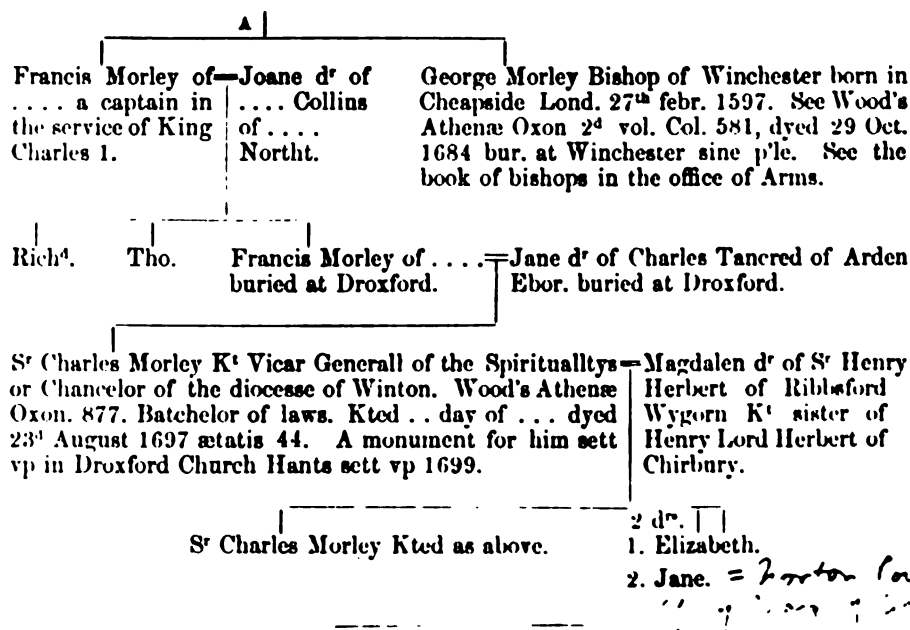 A
Francis Morley of=Joane dʳ of
. . . . a captain in . . . . Collins
the service of King of . . . .
Charles 1. Northt.
George Morley Bishop of Winchester born in
Cheapside Lond. 27ᵗʰ febr. 1597. See Wood's
Athenæ Oxon 2ᵈ vol. Col. 581, dyed 29 Oct.
1684 bur. at Winchester sine p'le. See the
book of bishops in the office of Arms.
Richᵈ. Tho. Francis Morley of . . . .=Jane dʳ of Charles Tancred of Arden
buried at Droxford. Ebor. buried at Droxford.
Sʳ Charles Morley Kᵗ Vicar Generall of the Spiritualltys=Magdalen dʳ of Sʳ Henry
or Chancelor of the diocesse of Winton. Wood's Athenæ Herbert of Ribbsford
Oxon. 877. Batchelor of laws. Kted . . day of . . . dyed Wygorn Kᵗ sister of
23ᵈ August 1697 ætatis 44. A monument for him sett Henry Lord Herbert of
vp in Droxford Church Hants sett vp 1699. Chirbury.
2 dʳˢ.
Sʳ Charles Morley Kted as above. 1. Elizabeth.
2. Jane. =